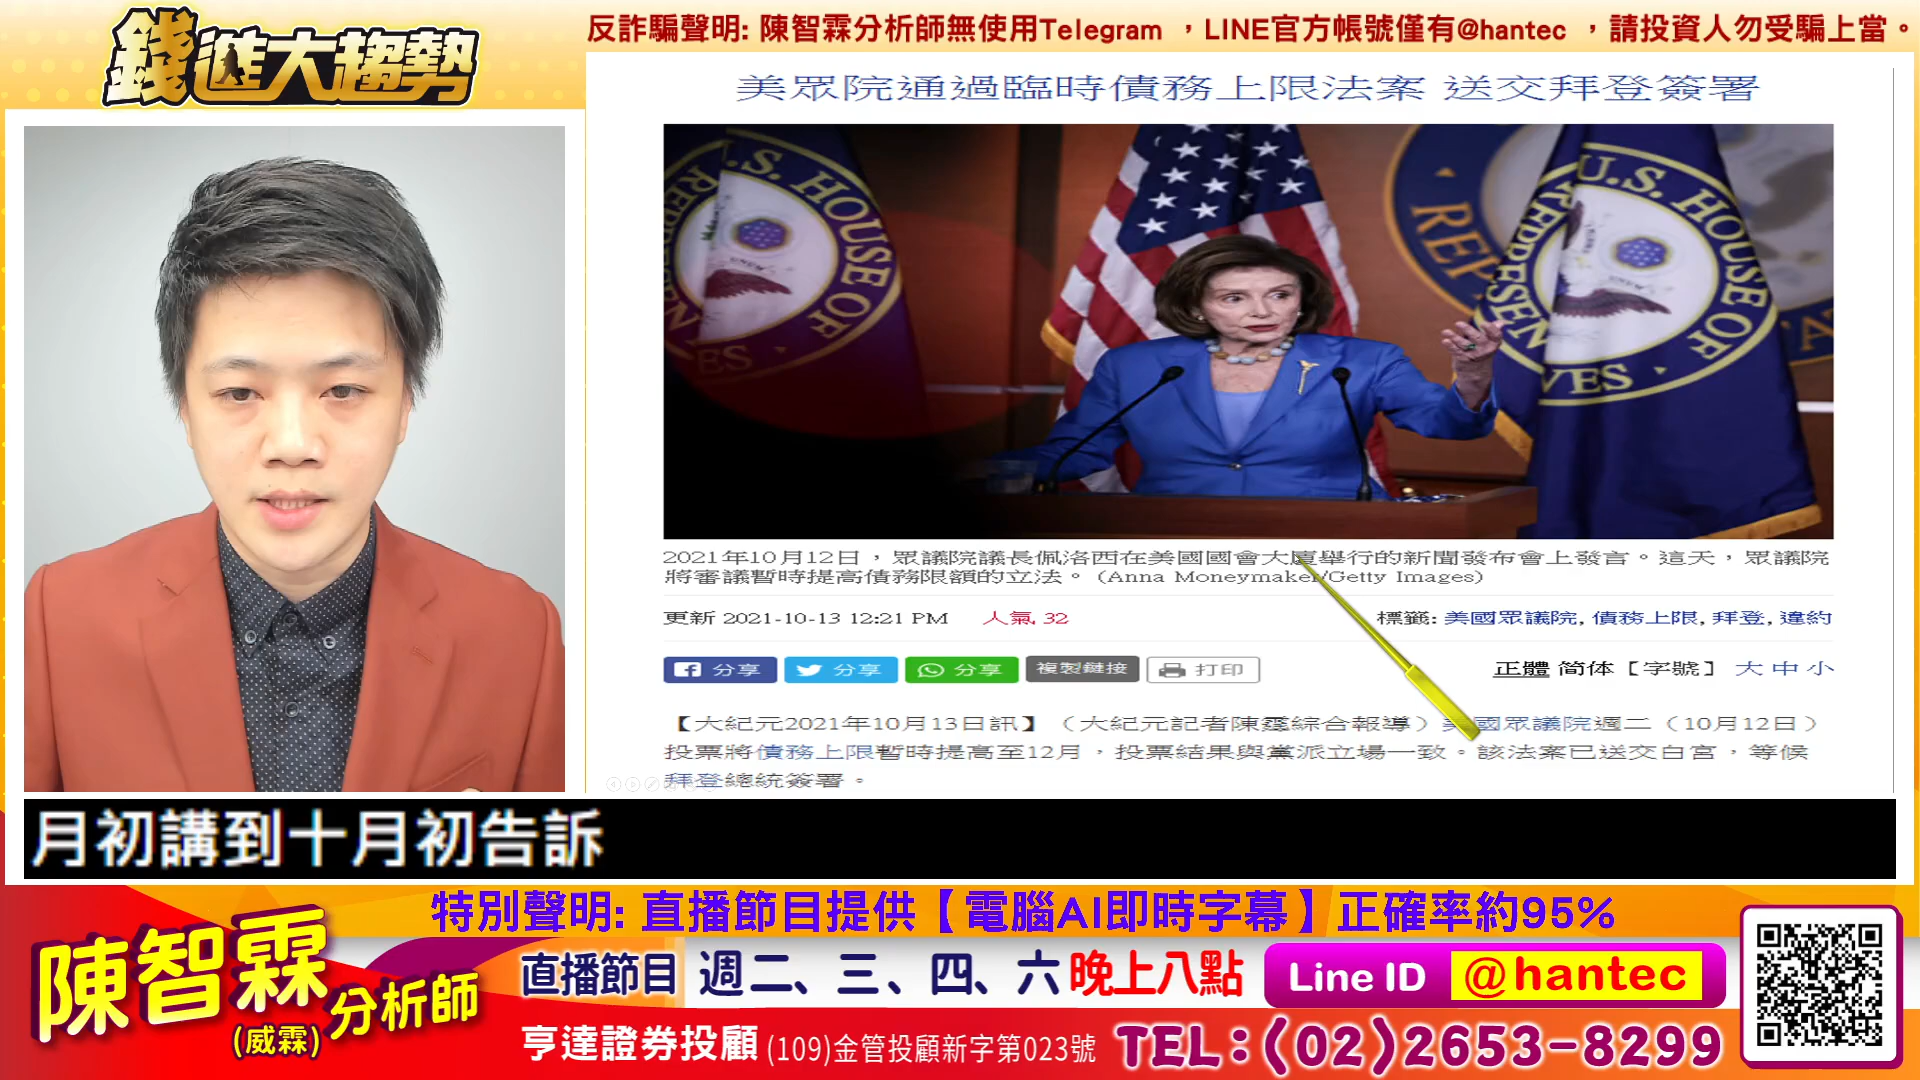 錢進大趨勢
反詐騙聲明: 陳智霖分析師無使用Telegram ，LINE官方帳號僅有@hantec ，請投資人勿受騙上當。
美眾院通過臨時債務上限法案 送交拜登簽署
U.S. HOUSE OF
REPRESEN
VES
2021年10月12日，眾議院議長佩洛西在美國國會大廈舉行的新聞發布會上發言。這天，眾議院
將審議暫時提高債務限額的立法。 (Anna Moneymaker/Getty Images)
更新 2021-10-13 12:21 PM 人氣 32
標籤: 美國眾議院, 債務上限, 拜登, 違約
分享 分享 分享 複製鏈接 打印
正體 简体【字號】 大 中 小
【大紀元2021年10月13日訊】（大紀元記者陳霆綜合報導）美國眾議院週二（10月12日）
投票將債務上限暫時提高至12月，投票結果與黨派立場一致。該法案已送交白宮，等候
拜登總統簽署。
月初講到十月初告訴
特別聲明: 直播節目提供【電腦AI即時字幕】正確率約95%
陳智霖
(威霖) 分析師
直播節目 週二、三、四、六 晚上八點
Line ID @hantec
亨達證券投顧 (109)金管投顧新字第023號 TEL:(02)2653-8299